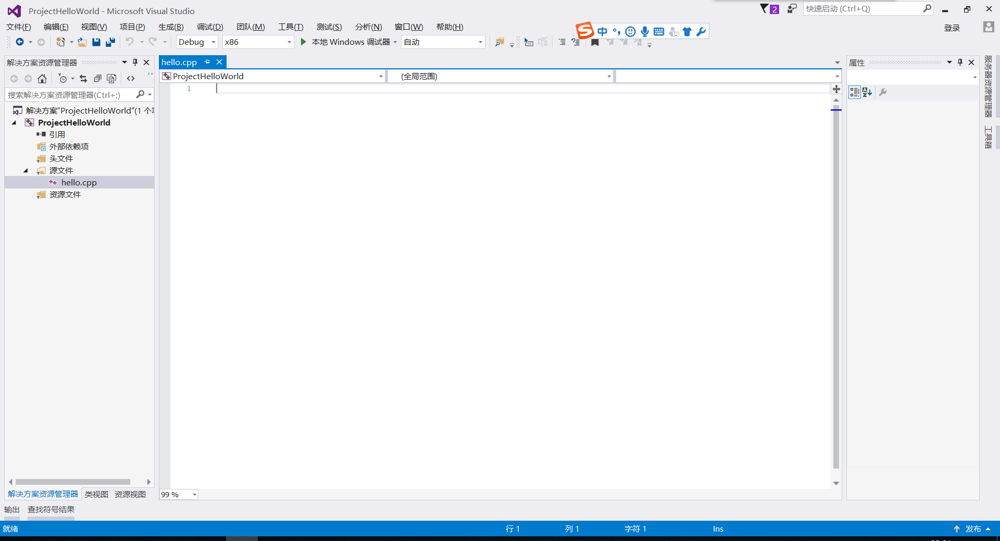 ProjectHelloWorld - Microsoft Visual Studio
2
快速启动 (Ctrl+Q)
文件(F) 编辑(E) 视图(V) 项目(P) 生成(B) 调试(D) 团队(M) 工具(T) 测试(S) 分析(N) 窗口(W) 帮助(H)
中
登录
Debug x86 本地 Windows 调试器 自动
解决方案资源管理器
hello.cpp
属性
服务器资源管理器
工具箱
ProjectHelloWorld (全局范围)
搜索解决方案资源管理器(Ctrl+;)
1
解决方案“ProjectHelloWorld”(1 个
ProjectHelloWorld
引用
外部依赖项
头文件
源文件
hello.cpp
资源文件
解决方案资源管理器 类视图 资源视图
99 %
输出 查找符号结果
就绪 行 1 列 1 字符 1 Ins 发布